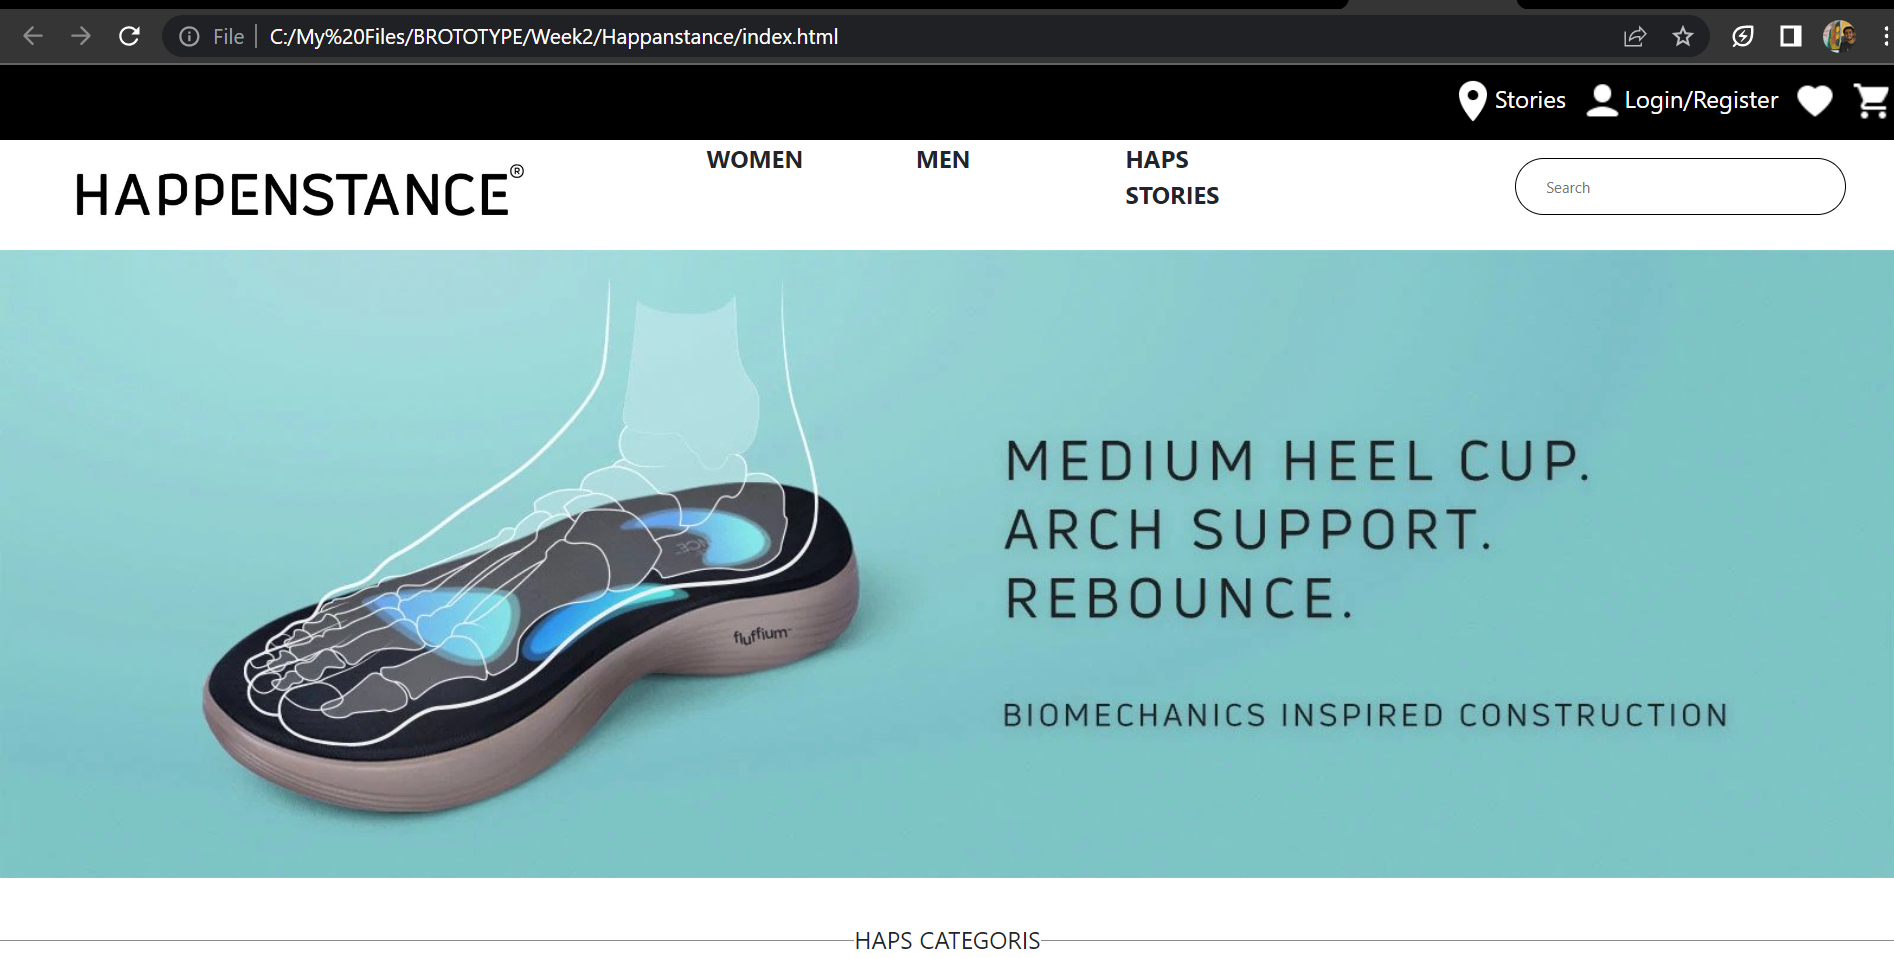 File C:/My%20Files/BROTOTYPE/Week2/Happanstance/index.html
Stories Login/Register
HAPPENSTANCE®
WOMEN MEN HAPS
STORIES
Search
MEDIUM HEEL CUP.
ARCH SUPPORT.
REBOUNCE.
fluffium™
BIOMECHANICS INSPIRED CONSTRUCTION
HAPS CATEGORIS